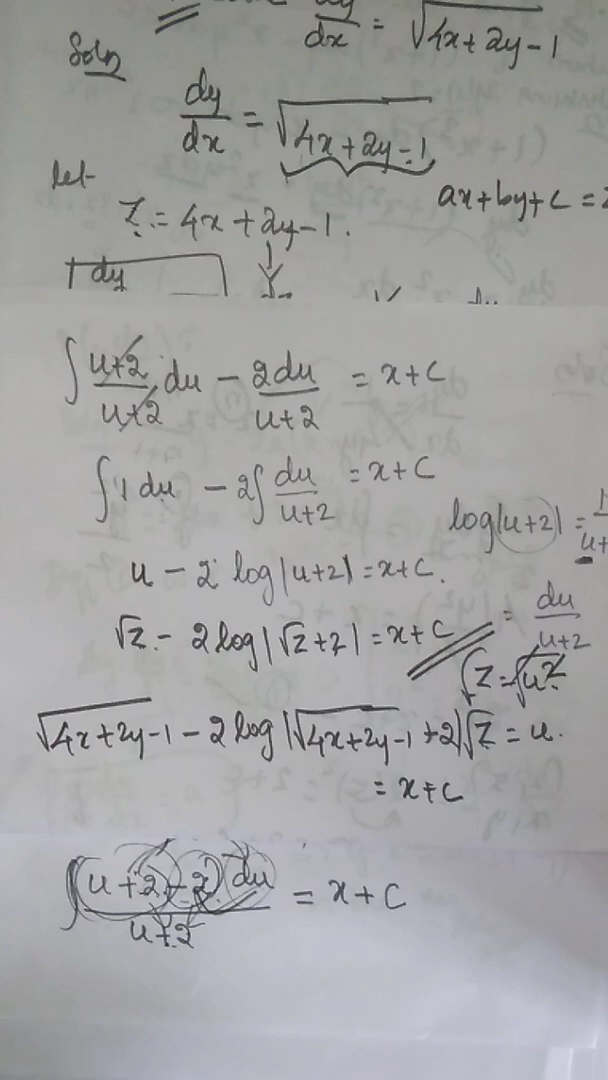 dy/dx = √(4x+2y-1)
Soln
dy/dx = √(4x+2y-1)
ax+by+c =
let
Z = 4x+2y-1.
dy
∫ (u+2)/(u+2) du - 2du/(u+2) = x+c
∫ 1 du - 2∫ du/(u+2) = x+c
log|u+2| = 1/u+
u - 2 log|u+2| = x+c.
= du/(u+2)
√z - 2 log|√z+2| = x+c
√z = √u²
√(4x+2y-1) - 2 log|√(4x+2y-1)+2| √z = u.
= x+c
∫ (u+2-2) du/(u+2) = x+c